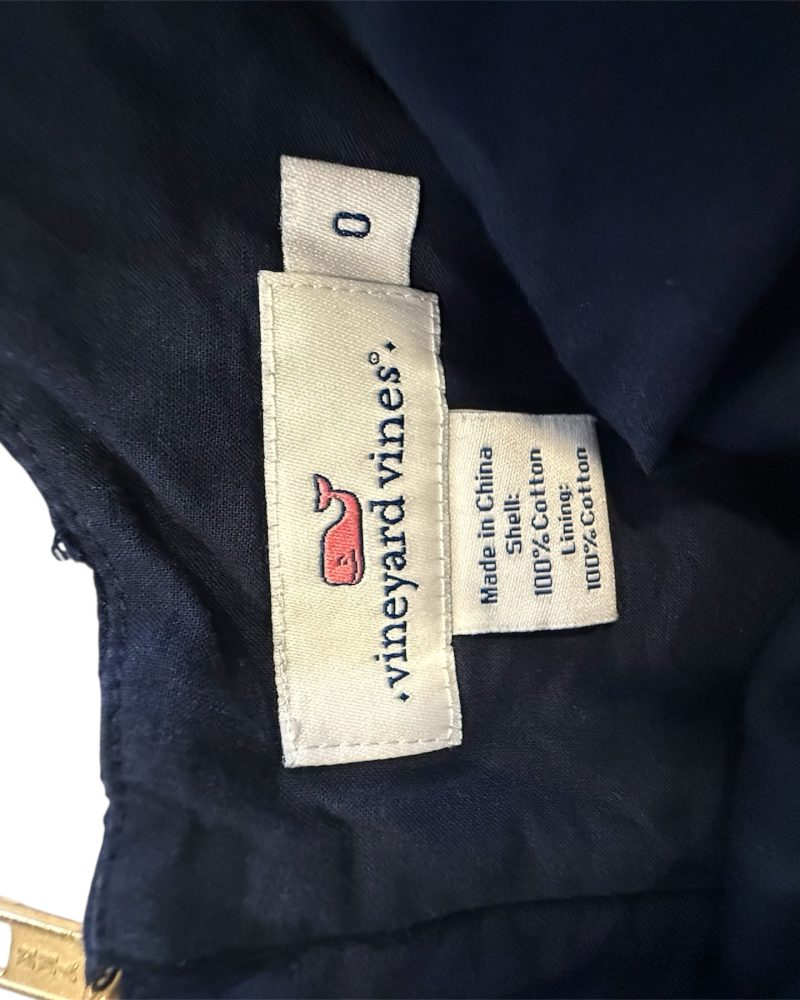 0
vineyard vines®
Made in China
Shell:
100% Cotton
Lining:
100% Cotton